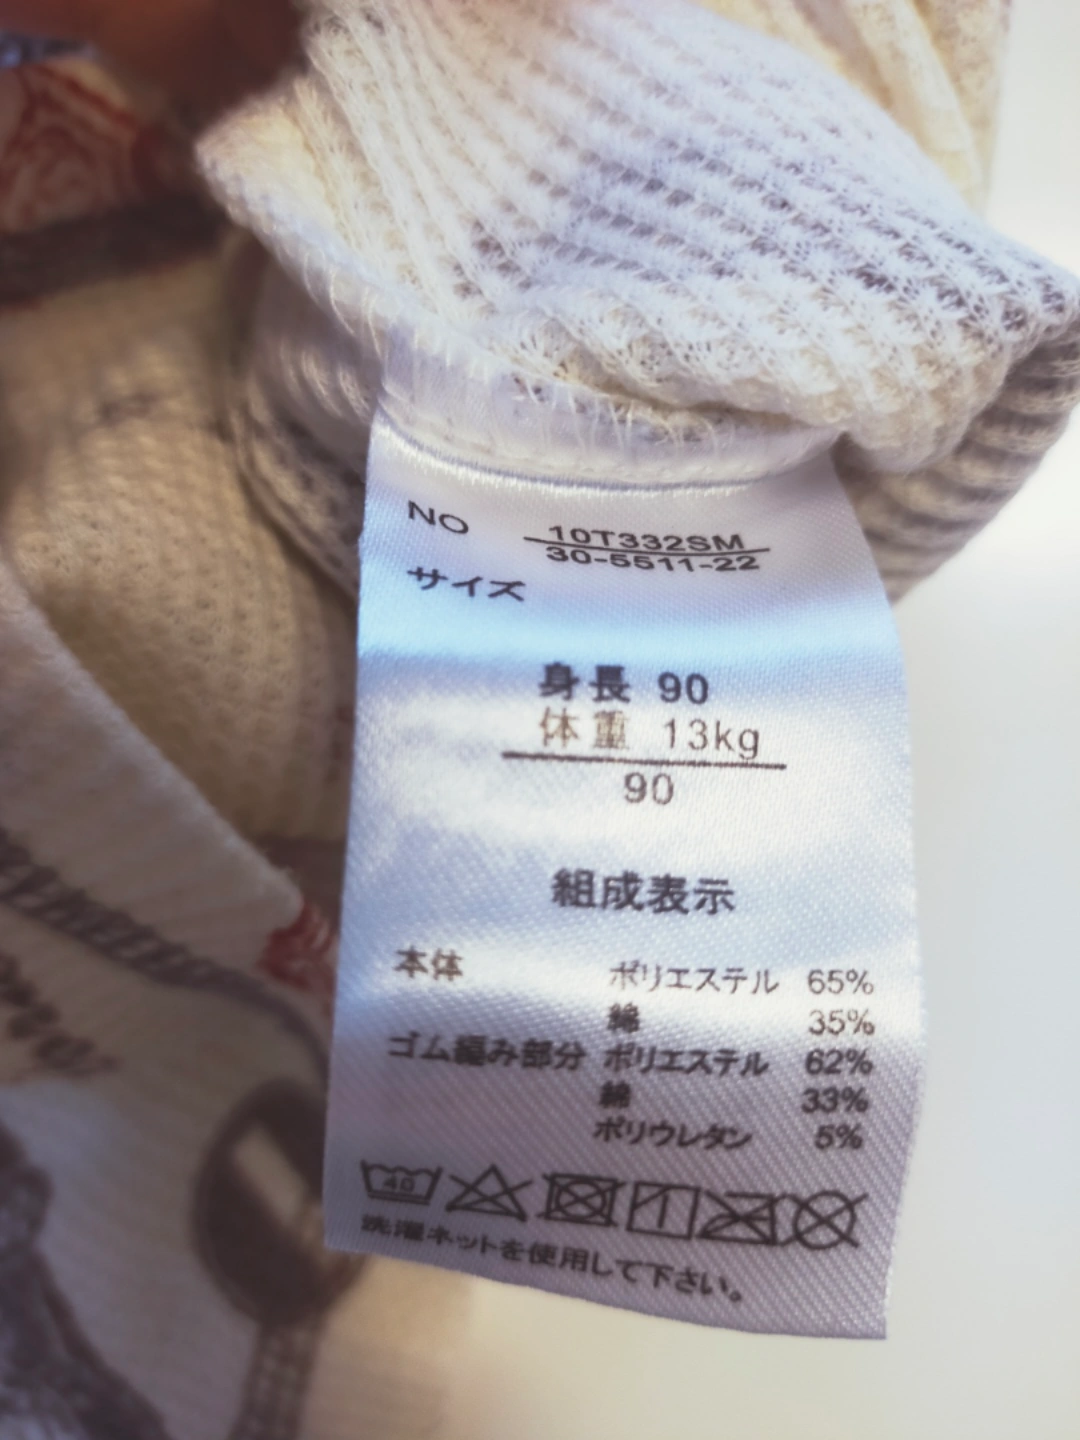 NO 10T332SM
30-5511-22
サイズ
身長 90
体重 13kg
90
組成表示
本体 ポリエステル 65%
綿 35%
ゴム編み部分 ポリエステル 62%
綿 33%
ポリウレタン 5%
40
洗濯ネットを使用して下さい。